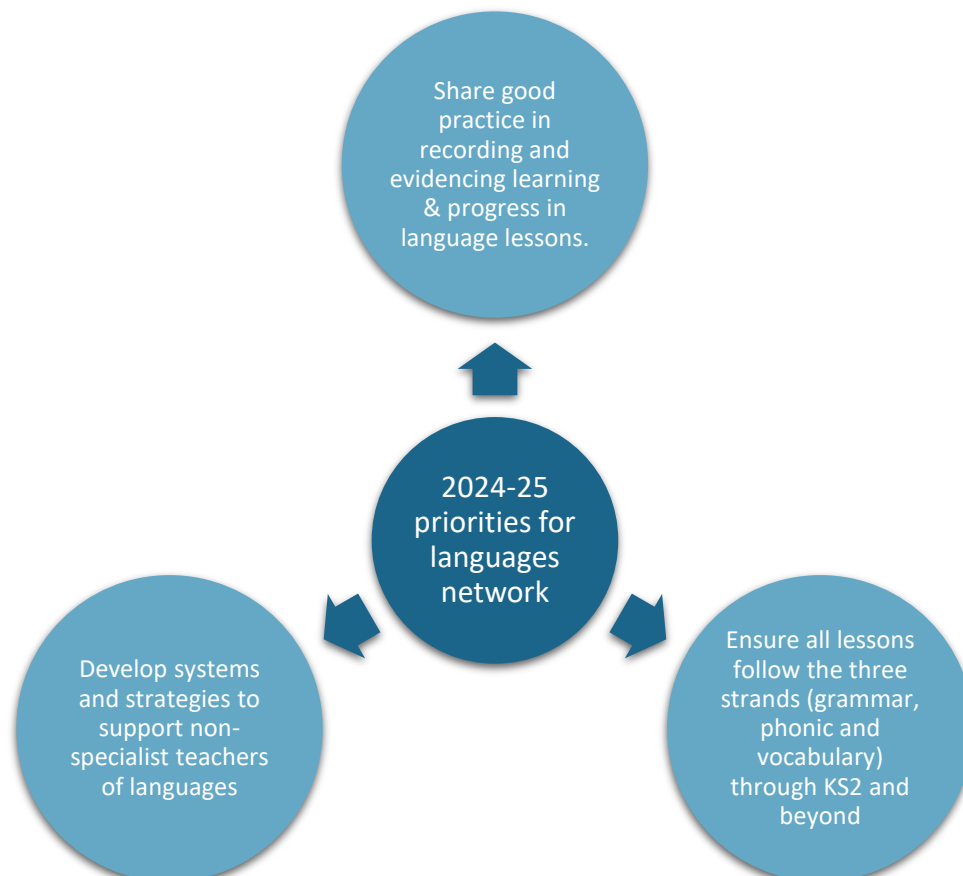 Share good
practice in
recording and
evidencing learning
& progress in
language lessons.
2024-25
priorities for
languages
network
Ensure all lessons
follow the three
strands (grammar,
phonic and
vocabulary)
through KS2 and
beyond
Develop systems
and strategies to
support non-
specialist teachers
of languages